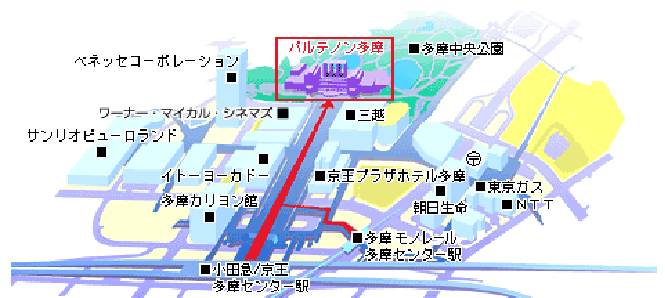 パルテノン多摩
多摩中央公園
ベネッセコーポレーション
ワーナー・マイカル・シネマズ
三越
サンリオピューロランド
イトーヨーカドー
京王プラザホテル多摩
〒
東京ガス
多摩カリヨン館
朝日生命
NTT
多摩モノレール
多摩センター駅
小田急/京王
多摩センター駅